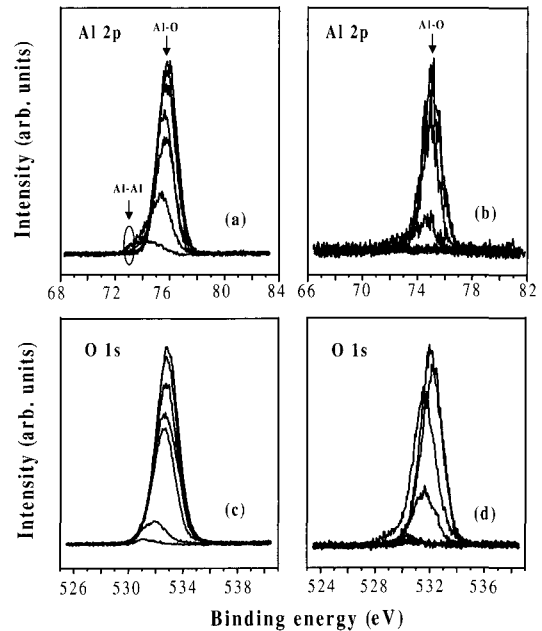 Al 2p
Al-O
Al-Al
(a)
68 72 76 80 84
Al 2p
Al-O
(b)
66 70 74 78 82
Intensity (arb. units)
O 1s
(c)
526 530 534 538
O 1s
(d)
524 528 532 536
Intensity (arb. units)
Binding energy (eV)